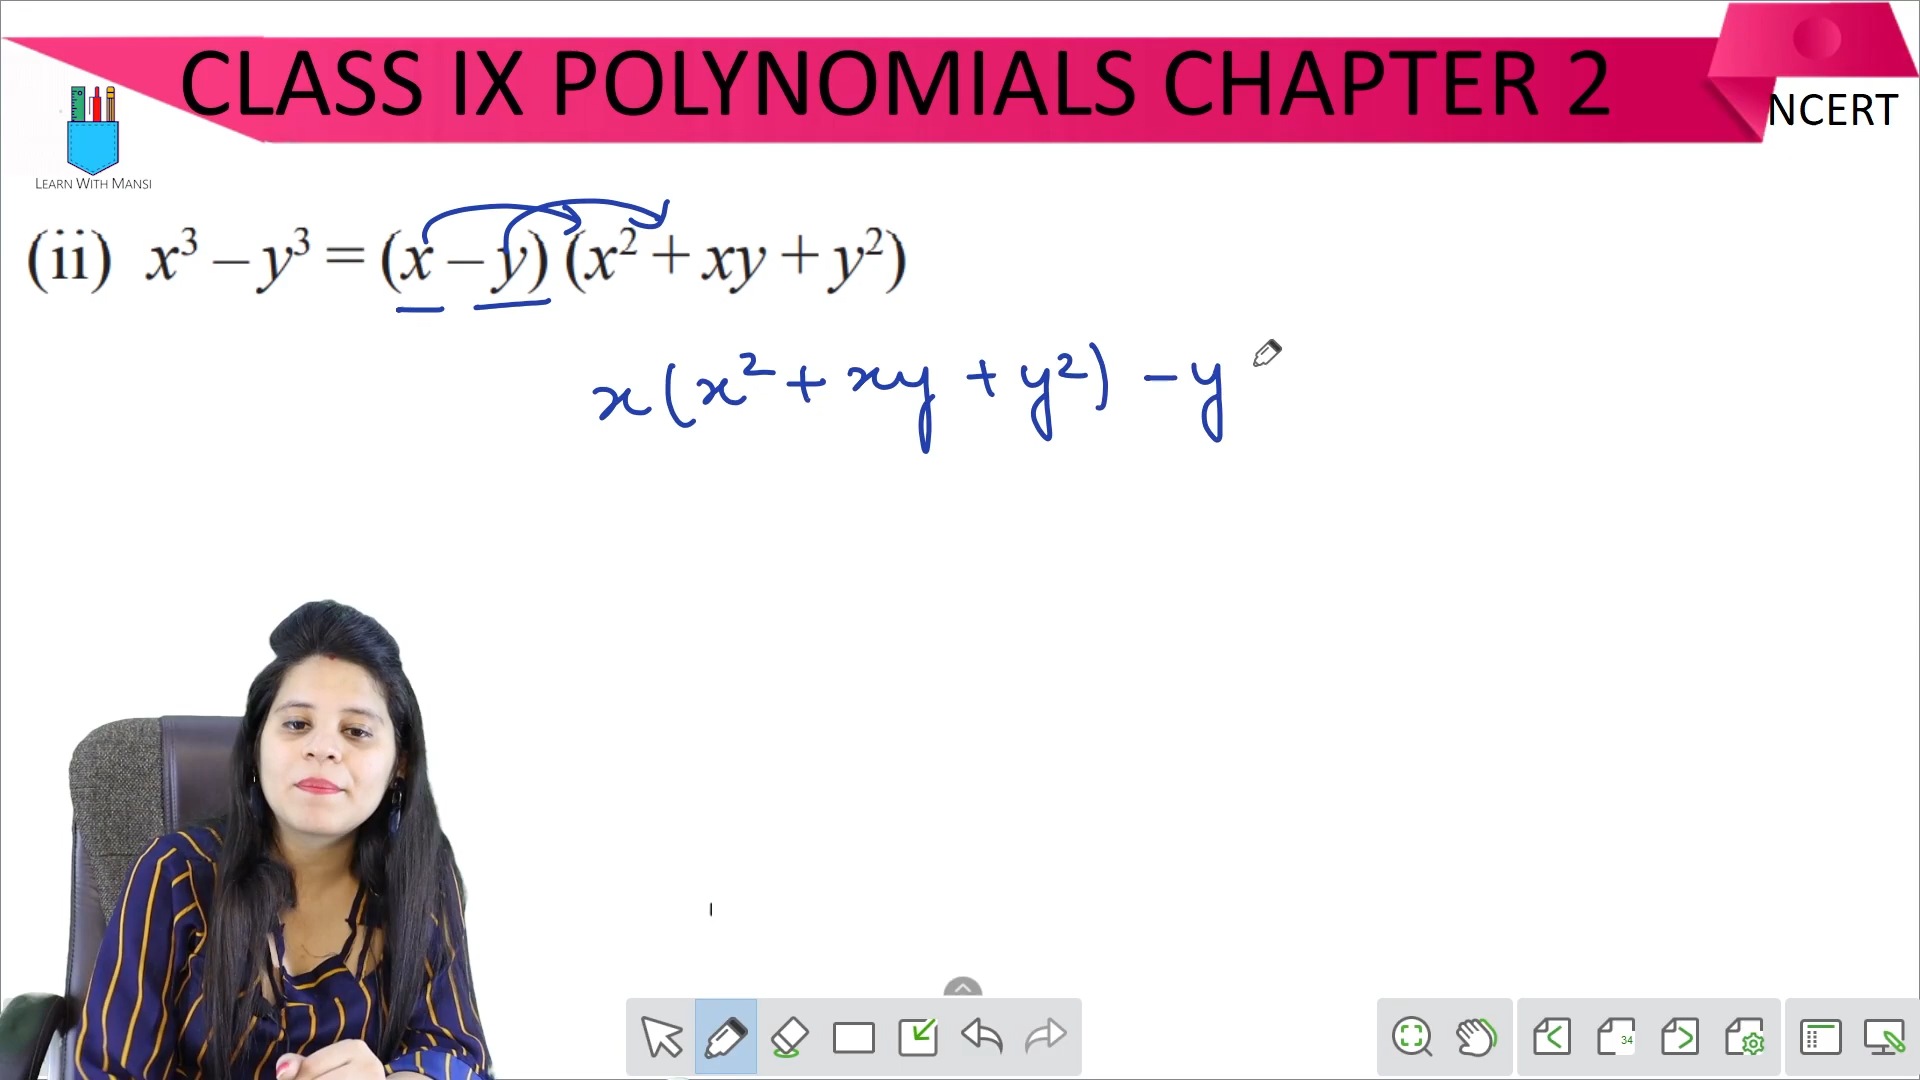 CLASS IX POLYNOMIALS CHAPTER 2
NCERT
LEARN WITH MANSI
(ii) x³ – y³ = (x – y) (x² + xy + y²)
x(x² + xy + y²) – y
34